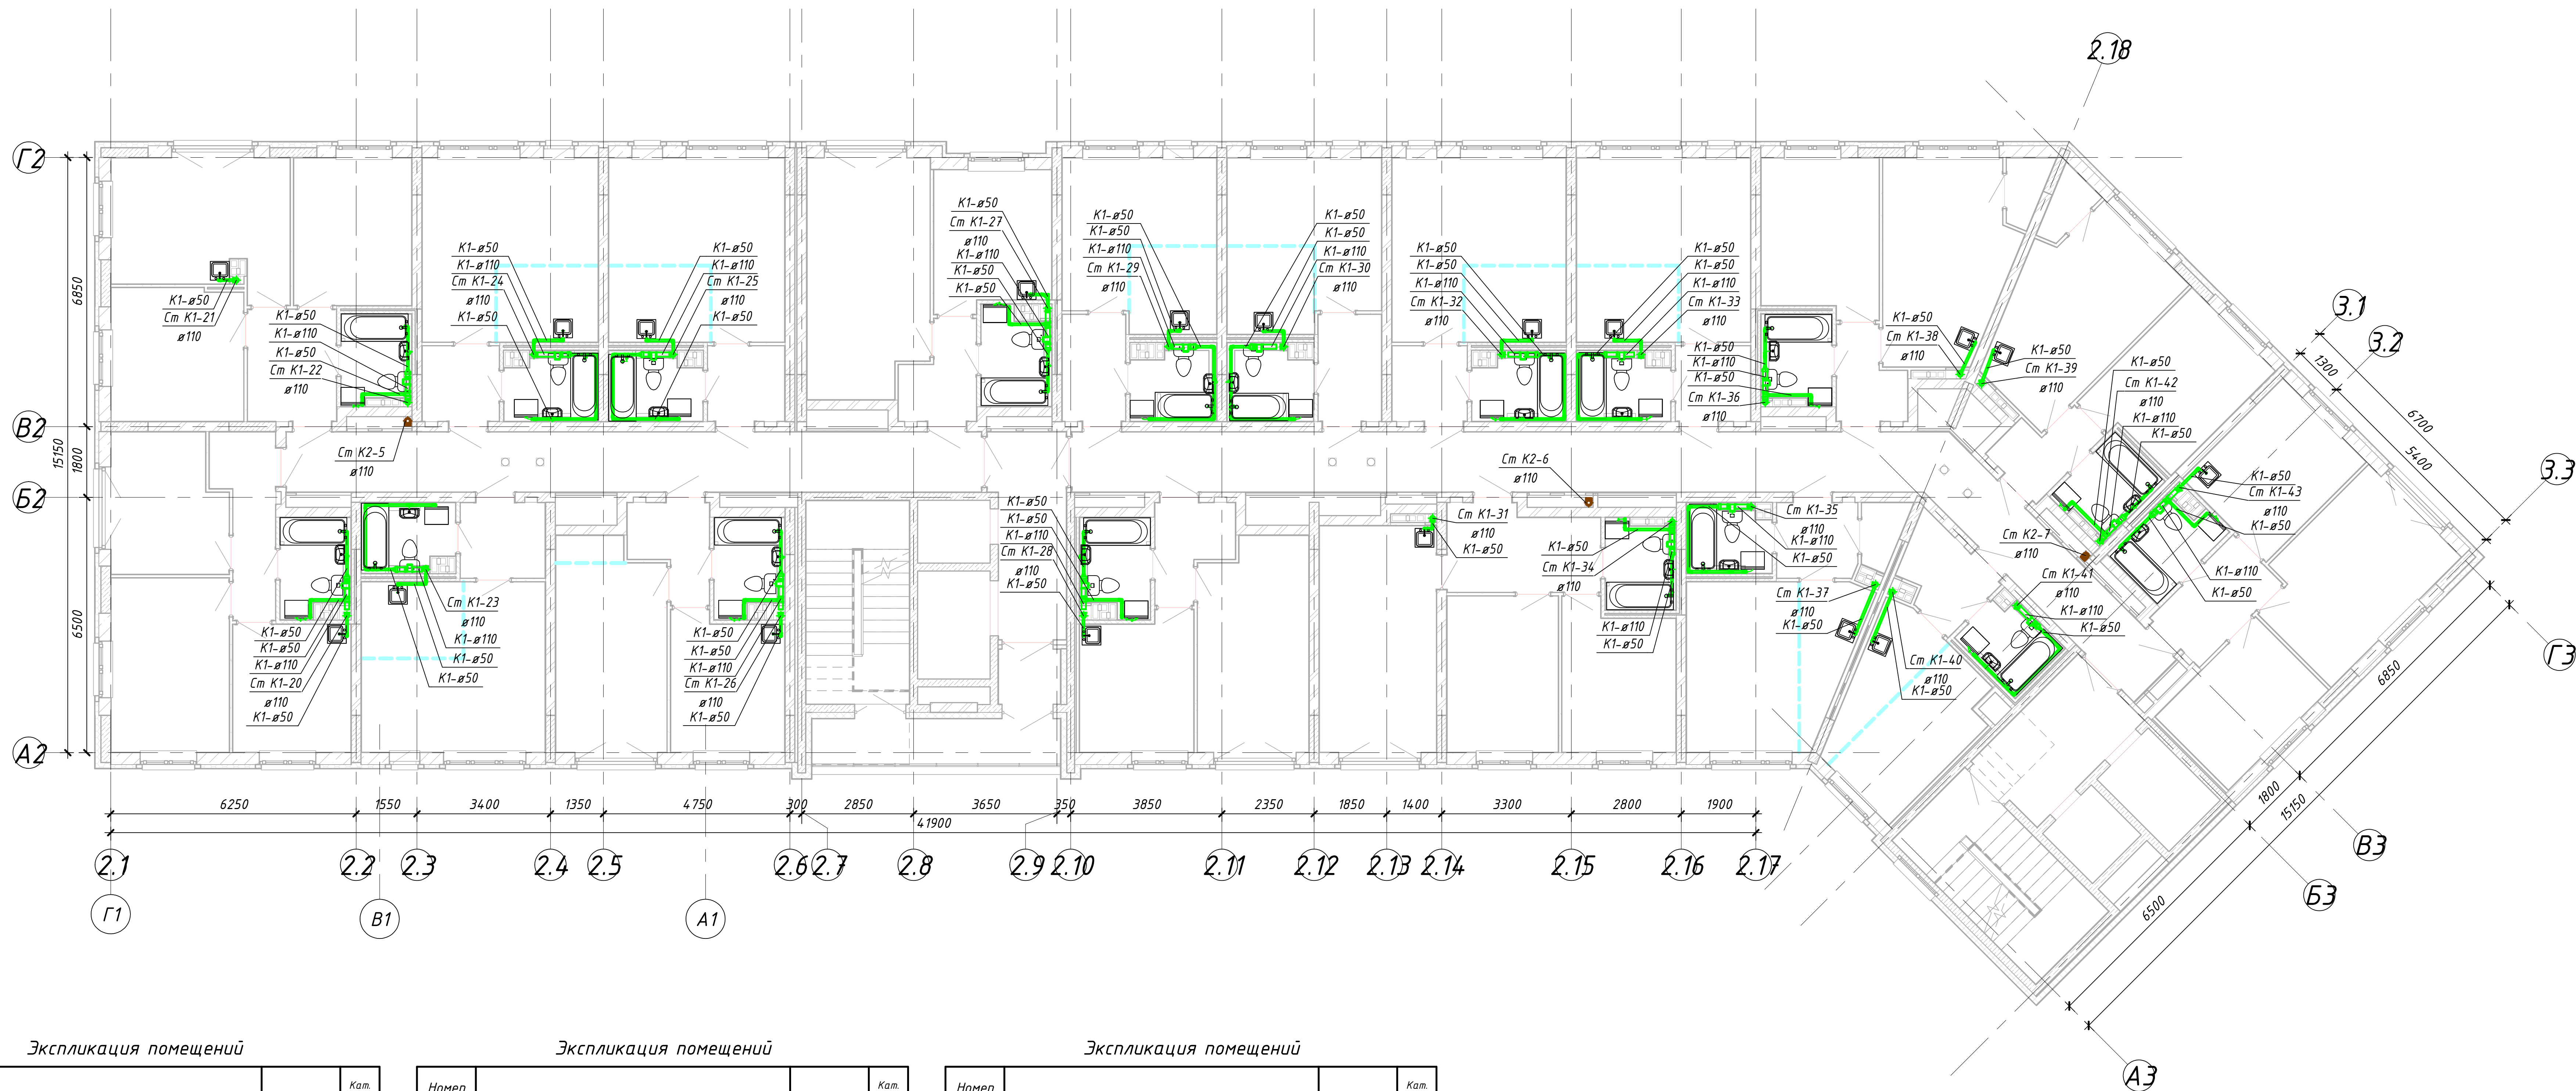 2.18
Г2
К1-ø50
Ст К1-27
ø110
К1-ø110
К1-ø50
К1-ø50
К1-ø50
К1-ø50
К1-ø110
Ст К1-29
ø110
К1-ø50
К1-ø50
К1-ø110
Ст К1-30
ø110
К1-ø50
К1-ø110
Ст К1-24
ø110
К1-ø50
К1-ø50
К1-ø110
Ст К1-25
ø110
К1-ø50
К1-ø50
К1-ø50
К1-ø110
Ст К1-32
ø110
К1-ø50
К1-ø50
К1-ø110
Ст К1-33
ø110
3.1
3.2
1300
6700
5400
3.3
6850
К1-ø50
Ст К1-21
ø110
К1-ø50
К1-ø110
К1-ø50
Ст К1-22
ø110
К1-ø50
К1-ø110
К1-ø50
Ст К1-36
ø110
К1-ø50
Ст К1-38
ø110
К1-ø50
Ст К1-39
ø110
К1-ø50
Ст К1-42
ø110
К1-ø110
К1-ø50
К1-ø50
Ст К1-43
ø110
К1-ø50
В2
15150
1800
Ст К2-5
ø110
Ст К2-6
ø110
Ст К2-7
ø110
Б2
К1-ø50
К1-ø50
К1-ø110
Ст К1-28
ø110
К1-ø50
Ст К1-31
ø110
К1-ø50
К1-ø50
Ст К1-34
ø110
К1-ø110
К1-ø50
Ст К1-35
ø110
К1-ø110
К1-ø50
Ст К1-37
ø110
К1-ø50
Ст К1-41
ø110
К1-ø110
К1-ø50
К1-ø110
К1-ø50
Ст К1-40
ø110
К1-ø50
6500
К1-ø50
К1-ø50
К1-ø110
Ст К1-20
ø110
К1-ø50
Ст К1-23
ø110
К1-ø110
К1-ø50
К1-ø50
К1-ø50
К1-ø50
К1-ø110
Ст К1-26
ø110
К1-ø50
А2
Г3
6850
1800
15150
6500
В3
Б3
А3
6250
1550
3400
1350
4750
300
2850
3650
350
3850
2350
1850
1400
3300
2800
1900
41900
2.1
2.2
2.3
2.4
2.5
2.6
2.7
2.8
2.9
2.10
2.11
2.12
2.13
2.14
2.15
2.16
2.17
Г1
В1
А1
Экспликация помещений
Экспликация помещений
Экспликация помещений
Кат.
Номер
Кат.
Номер
Кат.